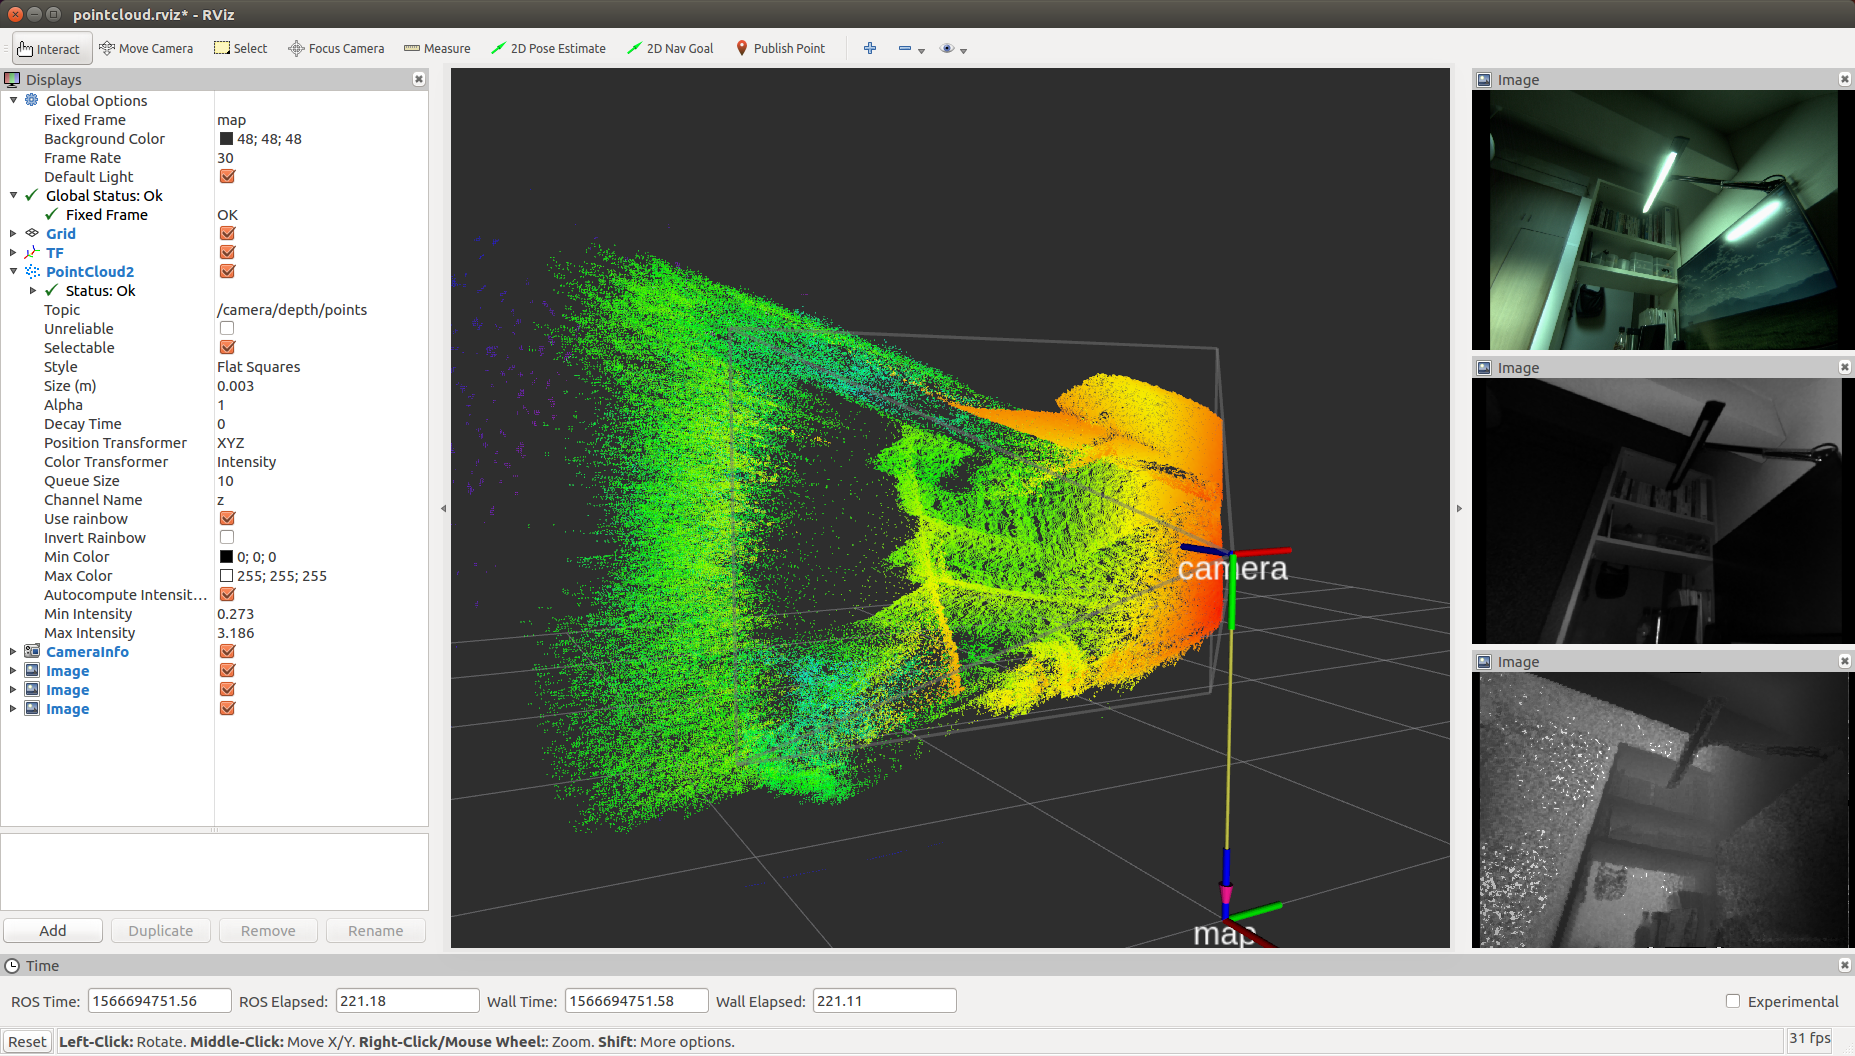 pointcloud.rviz* - RViz
Interact Move Camera Select Focus Camera Measure 2D Pose Estimate 2D Nav Goal Publish Point
Displays
Global Options
Fixed Frame map
Background Color 48; 48; 48
Frame Rate 30
Default Light
Global Status: Ok
Fixed Frame OK
Grid
TF
PointCloud2
Status: Ok
Topic /camera/depth/points
Unreliable
Selectable
Style Flat Squares
Size (m) 0.003
Alpha 1
Decay Time 0
Position Transformer XYZ
Color Transformer Intensity
Queue Size 10
Channel Name z
Use rainbow
Invert Rainbow
Min Color 0; 0; 0
Max Color 255; 255; 255
Autocompute Intensit...
Min Intensity 0.273
Max Intensity 3.186
CameraInfo
Image
Image
Image
Add Duplicate Remove Rename
camera
map
Image
Image
Image
Time
ROS Time: 1566694751.56 ROS Elapsed: 221.18 Wall Time: 1566694751.58 Wall Elapsed: 221.11 Experimental
Reset Left-Click: Rotate. Middle-Click: Move X/Y. Right-Click/Mouse Wheel:: Zoom. Shift: More options. 31 fps